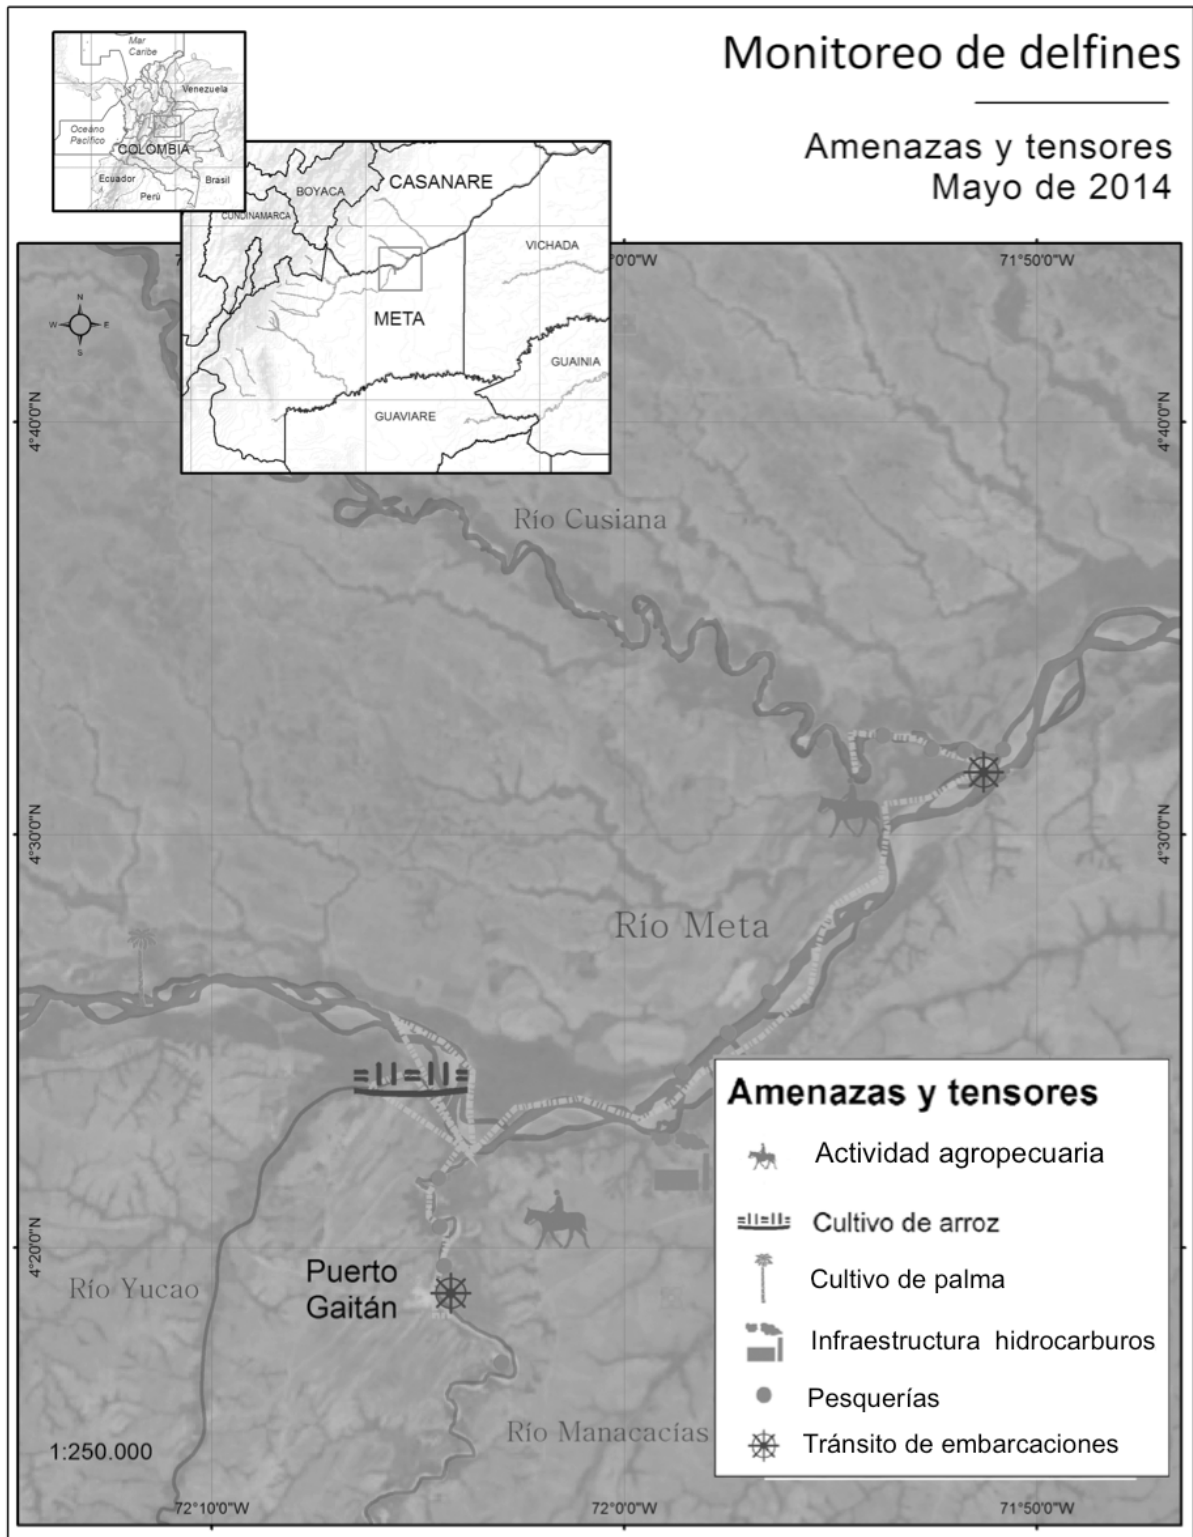 Monitoreo de delfines
Amenazas y tensores
Mayo de 2014
Mar
Caribe
Venezuela
Oceano
Pacífico
COLOMBIA
Ecuador
Brasil
Perú
CASANARE
BOYACA
CUNDINAMARCA
VICHADA
META
GUAINIA
GUAVIARE
0'0"W
71°50'0"W
N
W
E
S
4°40'0"N
4°40'0"N
Río Cusiana
4°30'0"N
4°30'0"N
Río Meta
4°20'0"N
Puerto
Gaitán
Río Yucao
Río Manacacías
1:250.000
72°10'0"W
72°0'0"W
71°50'0"W
Amenazas y tensores
Actividad agropecuaria
Cultivo de arroz
Cultivo de palma
Infraestructura hidrocarburos
Pesquerías
Tránsito de embarcaciones